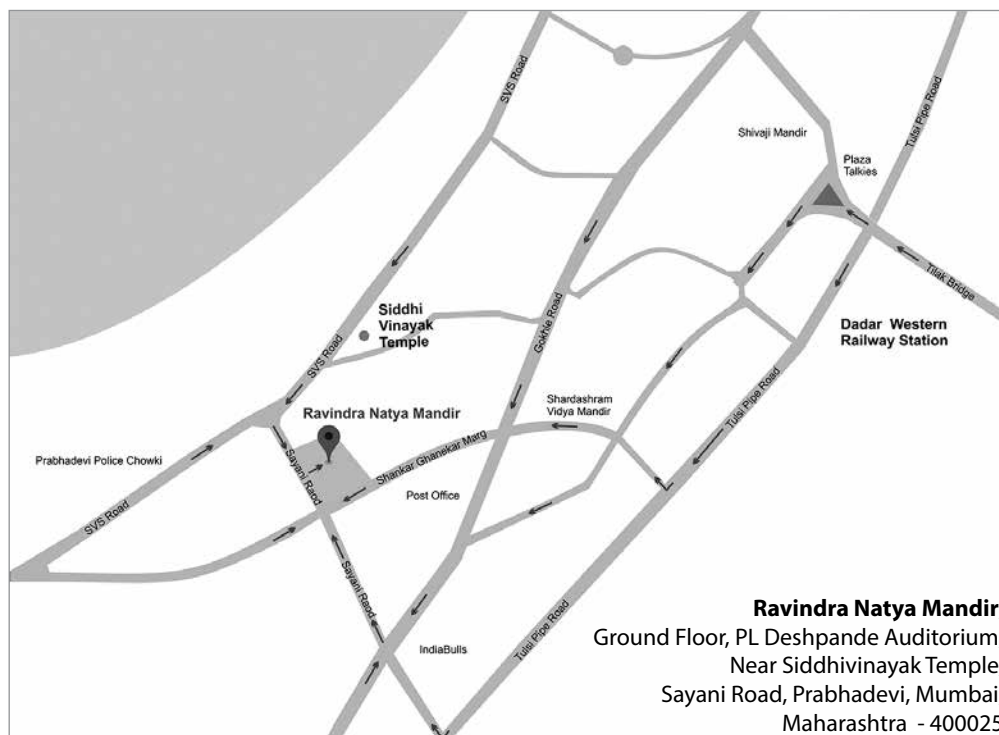 SVS Road
Tulsi Pipe Road
Shivaji Mandir
Plaza
Talkies
Tilak Bridge
Siddhi
Vinayak
Temple
Gokhle Road
Dadar Western
Railway Station
SVS Road
Tulsi Pipe Road
Shardashram
Vidya Mandir
Ravindra Natya Mandir
Prabhadevi Police Chowki
Sayani Raod
Shankar Ghanekar Marg
Post Office
SVS Road
Sayani Raod
IndiaBulls
Tulsi Pipe Road
Ravindra Natya Mandir
Ground Floor, PL Deshpande Auditorium
Near Siddhivinayak Temple
Sayani Road, Prabhadevi, Mumbai
Maharashtra - 400025